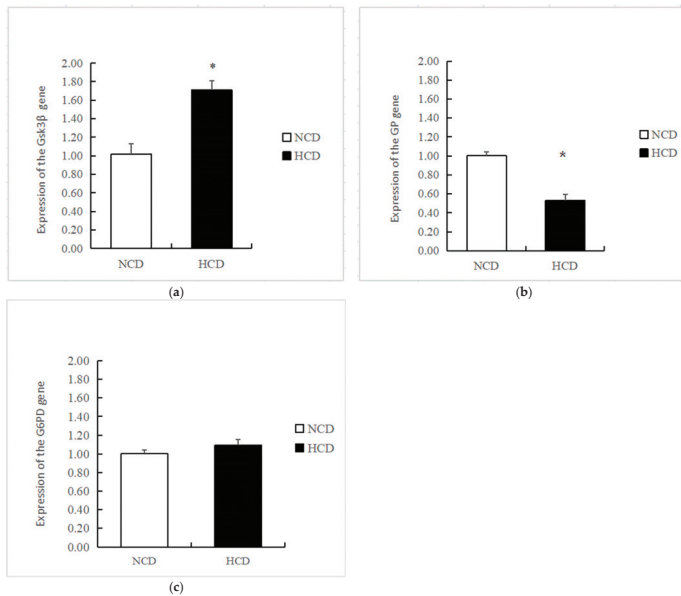 Expression of the Gsk3β gene
2.00
1.80
1.60
1.40
1.20
1.00
0.80
0.60
0.40
0.20
0.00
*
NCD
HCD
NCD
HCD
(a)
Expression of the GP gene
2.00
1.80
1.60
1.40
1.20
1.00
0.80
0.60
0.40
0.20
0.00
*
NCD
HCD
NCD
HCD
(b)
Expression of the G6PD gene
2.00
1.80
1.60
1.40
1.20
1.00
0.80
0.60
0.40
0.20
0.00
NCD
HCD
NCD
HCD
(c)